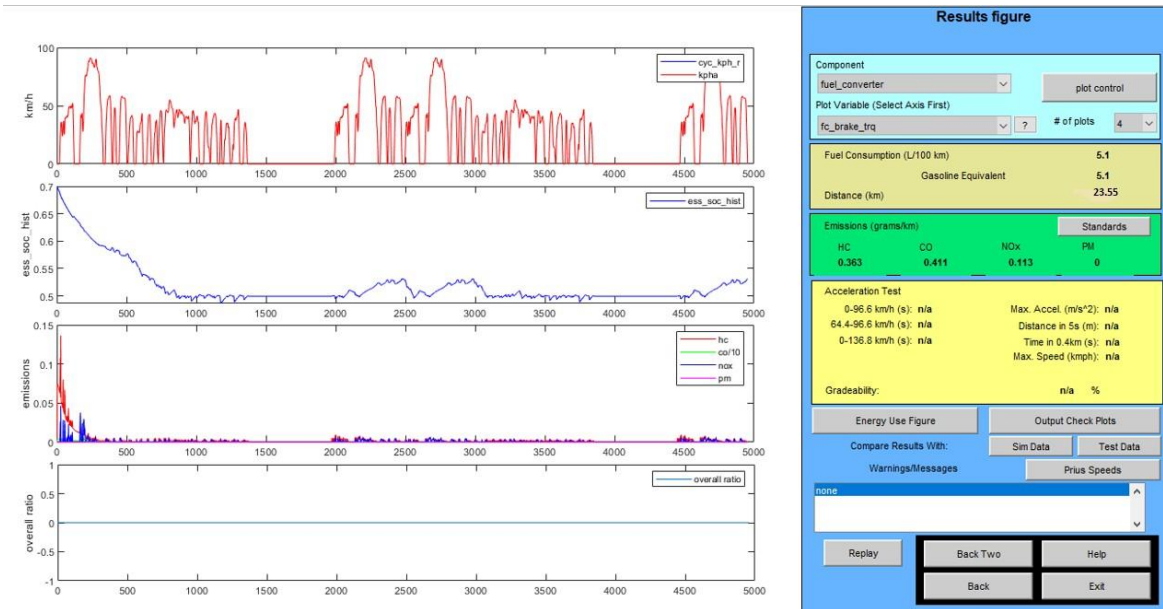 100
50
0
km/h
cyc_kph_r
kpha
0 500 1000 1500 2000 2500 3000 3500 4000 4500 5000
0.7
0.65
0.6
0.55
0.5
ess_soc_hist
ess_soc_hist
0 500 1000 1500 2000 2500 3000 3500 4000 4500 5000
0.15
0.1
0.05
0
emissions
hc
co/10
nox
pm
0 500 1000 1500 2000 2500 3000 3500 4000 4500 5000
1
0.5
0
-0.5
-1
overall ratio
overall ratio
0 500 1000 1500 2000 2500 3000 3500 4000 4500 5000
Results figure
Component
fuel_converter
plot control
Plot Variable (Select Axis First)
fc_brake_trq ? # of plots 4
Fuel Consumption (L/100 km) 5.1
Gasoline Equivalent 5.1
Distance (km) 23.55
Emissions (grams/km) Standards
HC CO NOx PM
0.363 0.411 0.113 0
Acceleration Test
0-96.6 km/h (s): n/a Max. Accel. (m/s^2): n/a
64.4-96.6 km/h (s): n/a Distance in 5s (m): n/a
0-136.8 km/h (s): n/a Time in 0.4km (s): n/a
Max. Speed (kmph): n/a
Gradeability: n/a %
Energy Use Figure Output Check Plots
Compare Results With: Sim Data Test Data
Warnings/Messages Prius Speeds
none
Replay Back Two Help
Back Exit